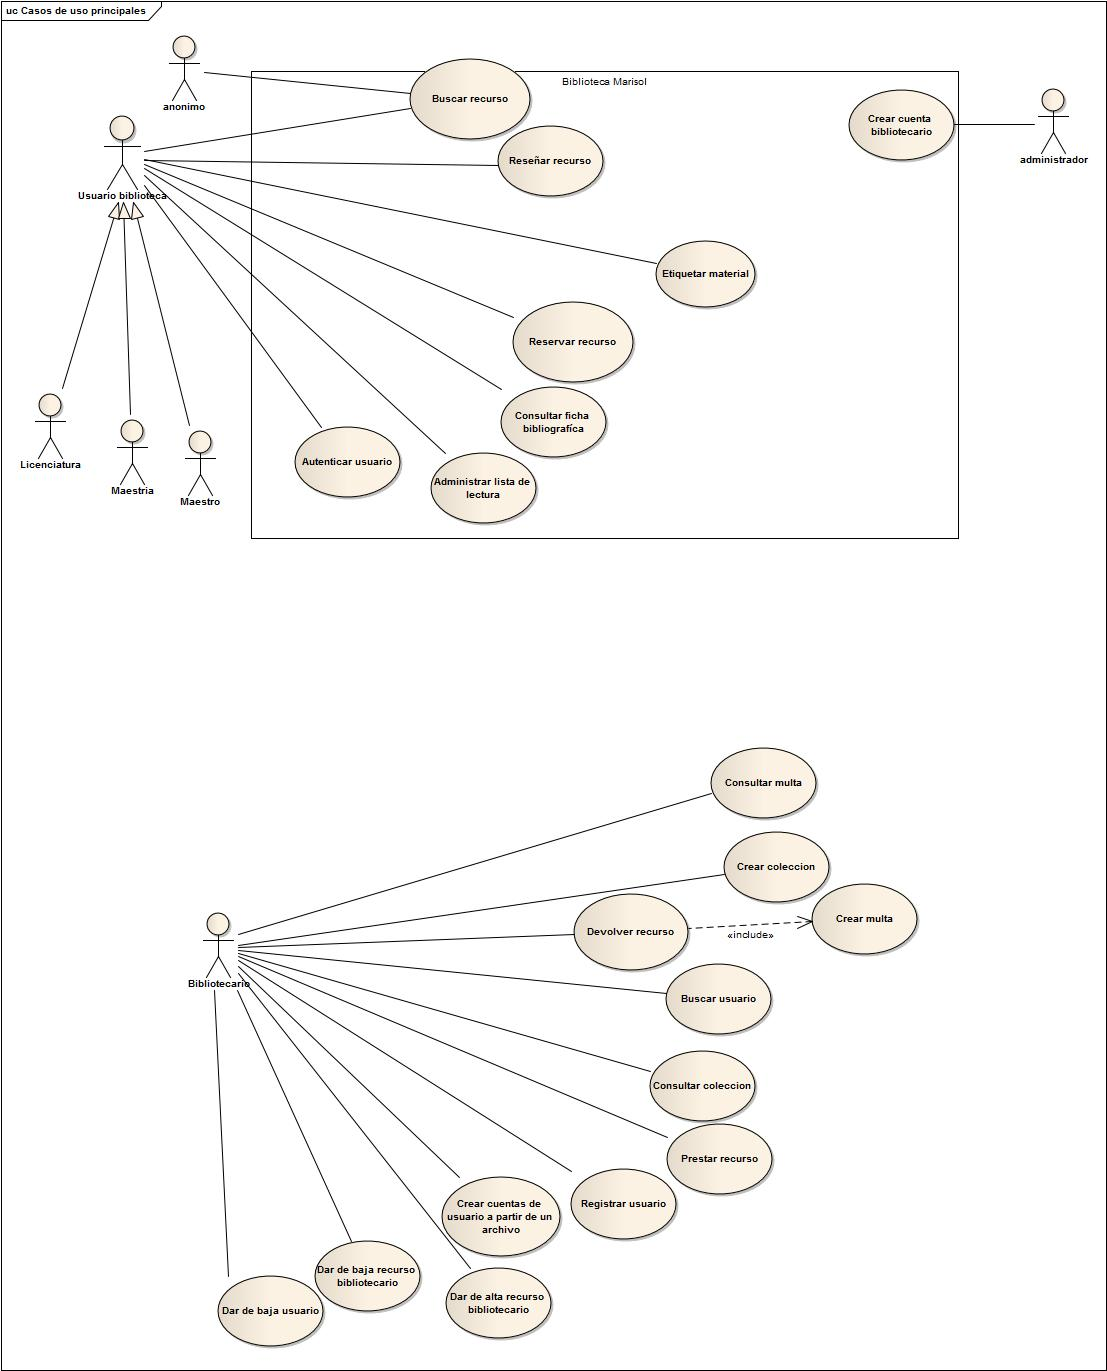 uc Casos de uso principales
anonimo
Biblioteca Marisol
Buscar recurso
Crear cuenta
bibliotecario
administrador
Reseñar recurso
Usuario biblioteca
Etiquetar material
Reservar recurso
Consultar ficha
bibliografíca
Autenticar usuario
Administrar lista de
lectura
Licenciatura
Maestria
Maestro
Consultar multa
Crear coleccion
Devolver recurso
«include»
Crear multa
Bibliotecario
Buscar usuario
Consultar coleccion
Prestar recurso
Registrar usuario
Crear cuentas de
usuario a partir de un
archivo
Dar de baja recurso
bibliotecario
Dar de alta recurso
bibliotecario
Dar de baja usuario